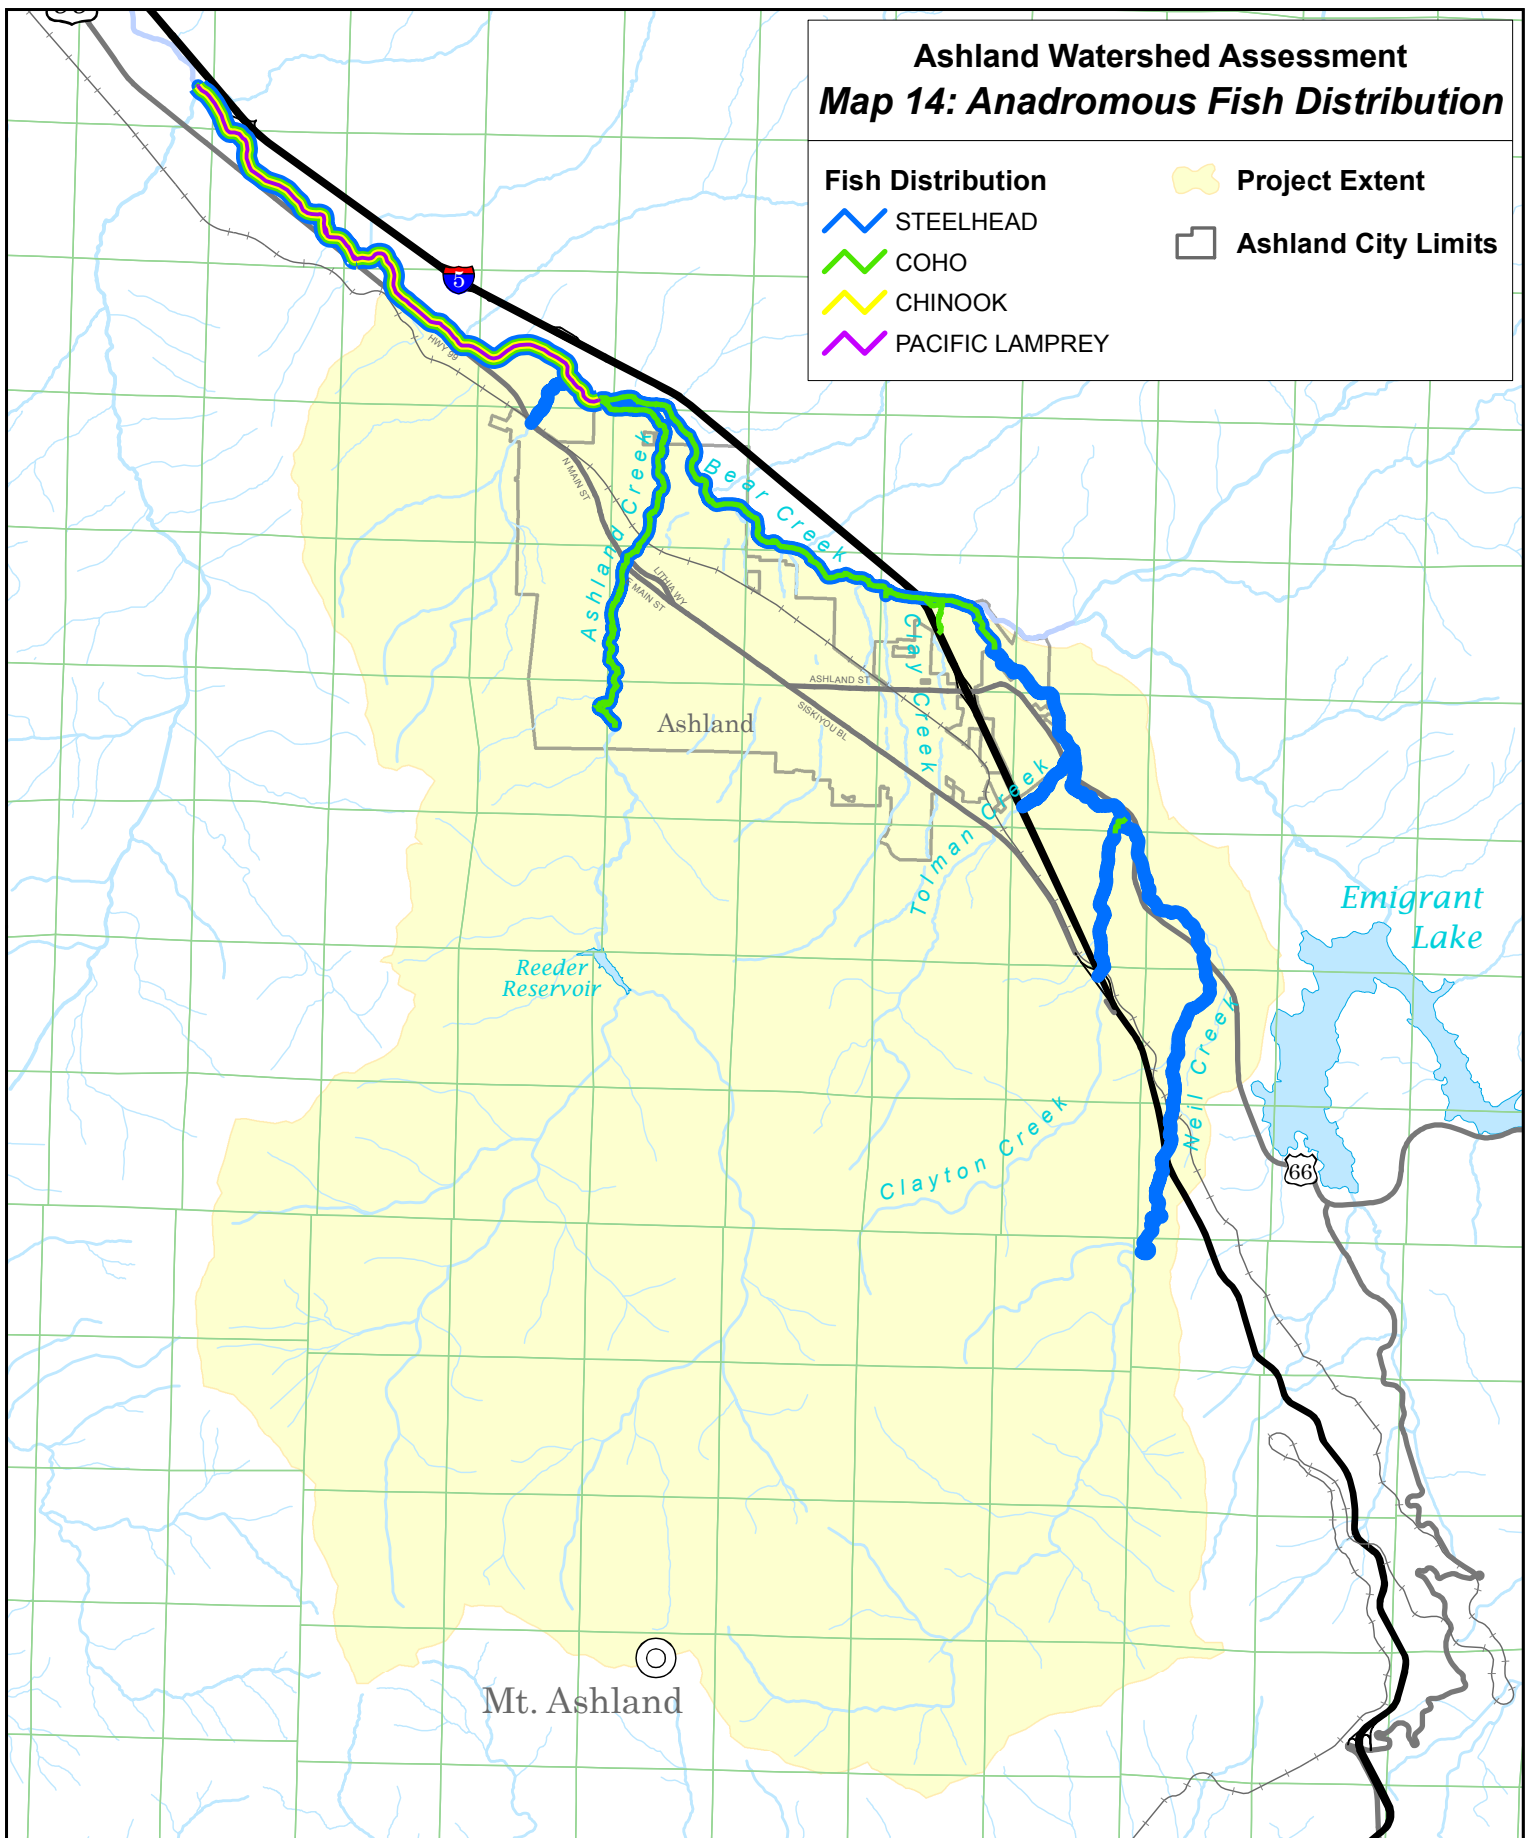 Ashland Watershed Assessment
Map 14: Anadromous Fish Distribution
Fish Distribution
STEELHEAD
COHO
CHINOOK
PACIFIC LAMPREY
Project Extent
Ashland City Limits
5
HWY 99
N MAIN ST
Ashland Creek
Bear Creek
LITHIA WY
E MAIN ST
Clay Creek
ASHLAND ST
SISKIYOU BL
Ashland
Tolman Creek
Emigrant
Lake
Reeder
Reservoir
Neil Creek
Clayton Creek
66
Mt. Ashland